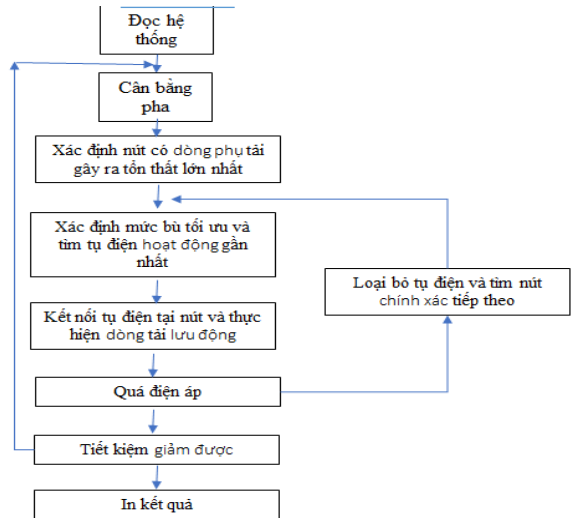 Đọc hệ
thống
Cân bằng
pha
Xác định nút có dòng phụ tải
gây ra tổn thất lớn nhất
Xác định mức bù tối ưu và
tìm tụ điện hoạt động gần
nhất
Loại bỏ tụ điện và tìm nút
chính xác tiếp theo
Kết nối tụ điện tại nút và thực
hiện dòng tải lưu động
Quá điện áp
Tiết kiệm giảm được
In kết quả